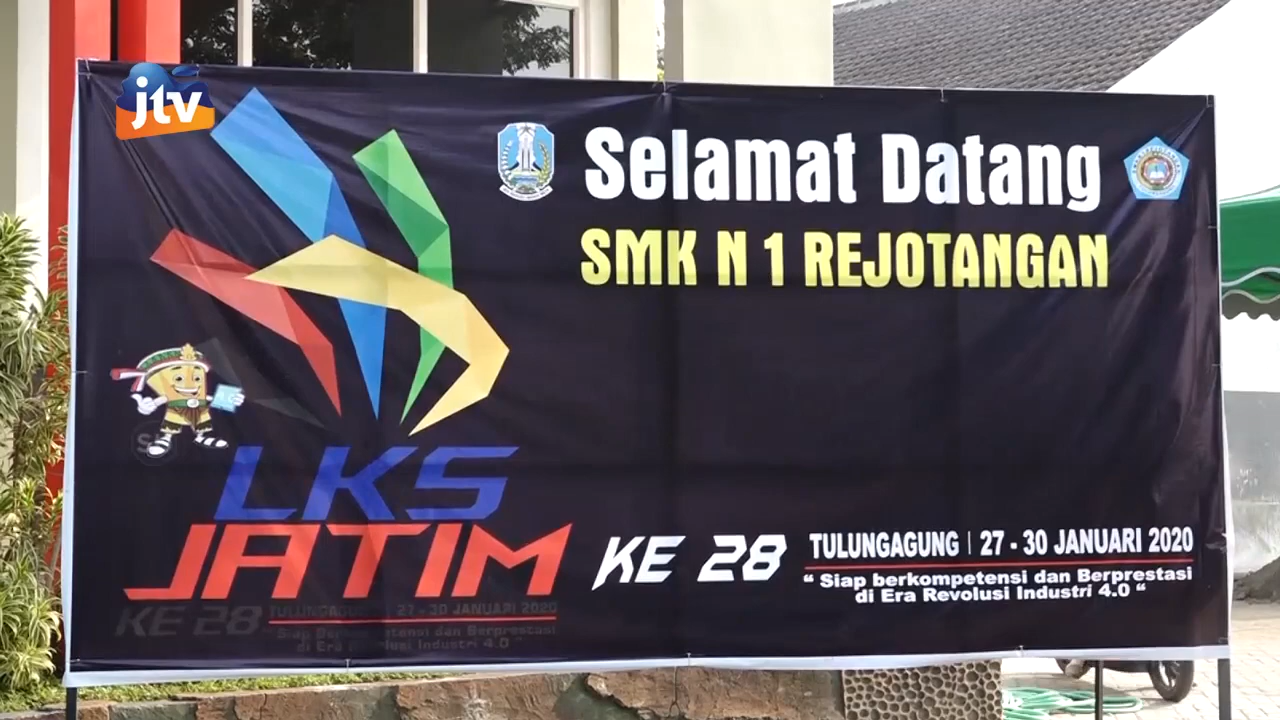 jtv
Selamat Datang
SMK N 1 REJOTANGAN
LKS
JATIM
KE 28
TULUNGAGUNG | 27 - 30 JANUARI 2020
“ Siap berkompetensi dan Berprestasi
di Era Revolusi Industri 4.0 “
KE 28
TULUNGAGUNG | 27 - 30 JANUARI 2020
“ Siap Berkompetensi dan Berprestasi
di Era Revolusi Industri 4.0 “